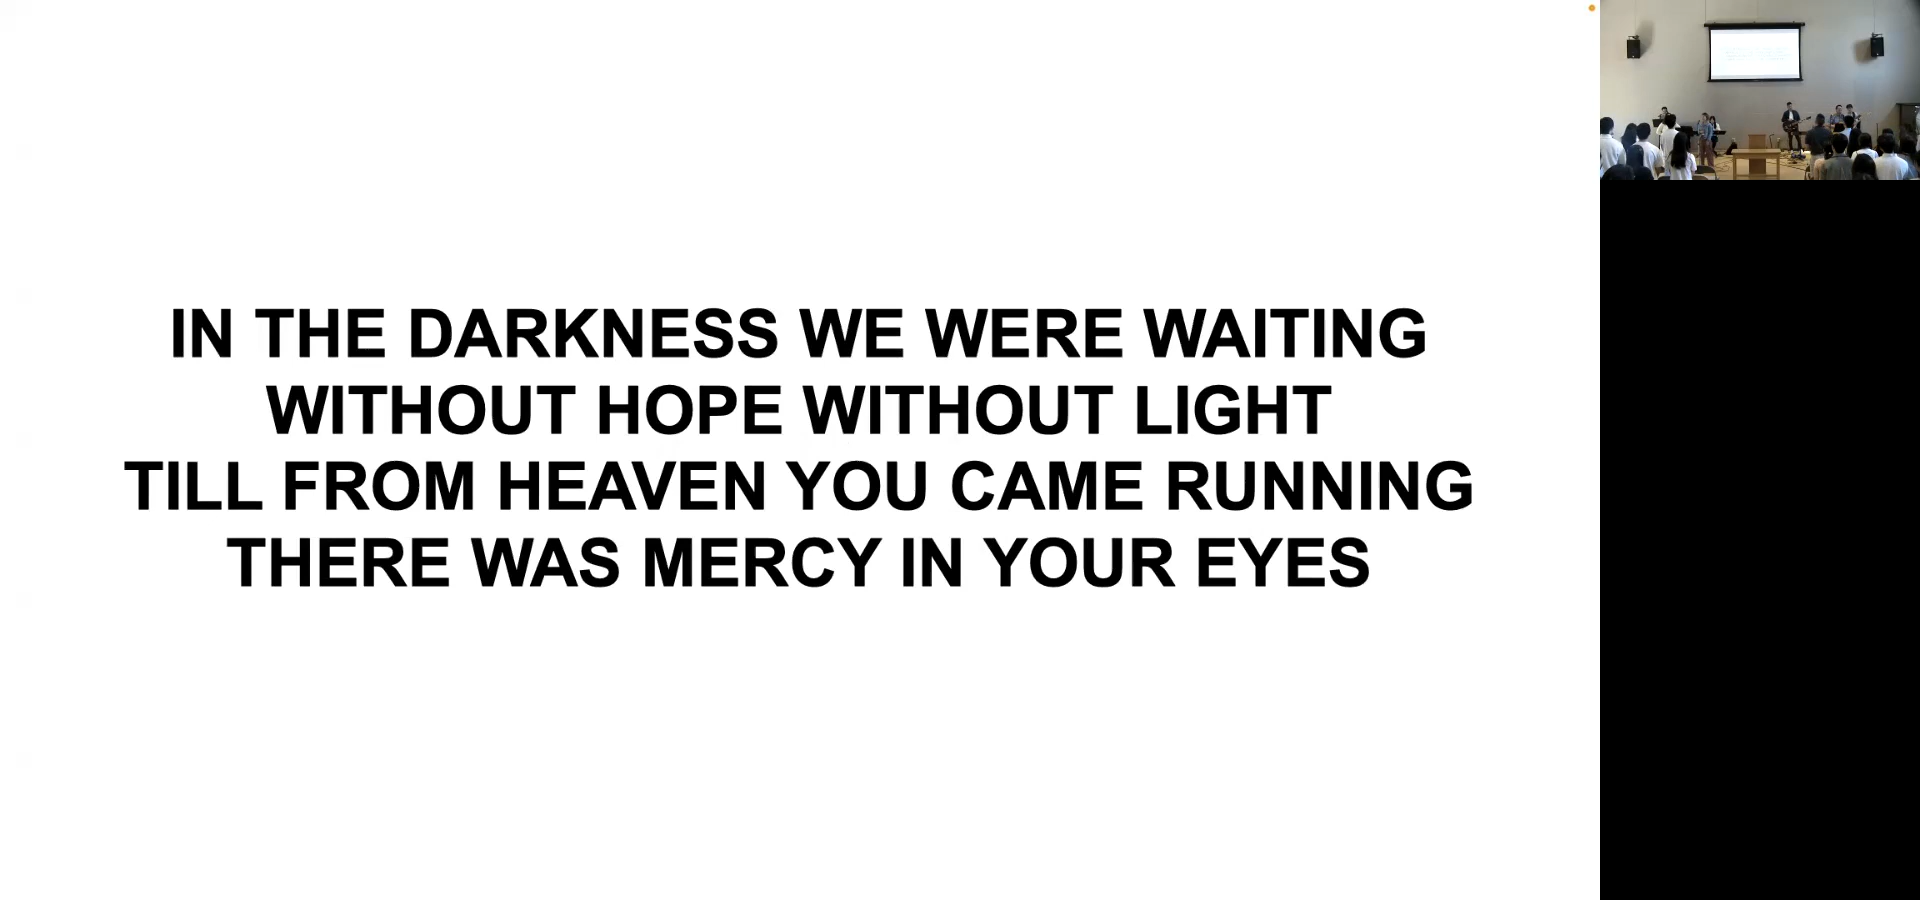 IN THE DARKNESS WE WERE WAITING
WITHOUT HOPE WITHOUT LIGHT
TILL FROM HEAVEN YOU CAME RUNNING
THERE WAS MERCY IN YOUR EYES